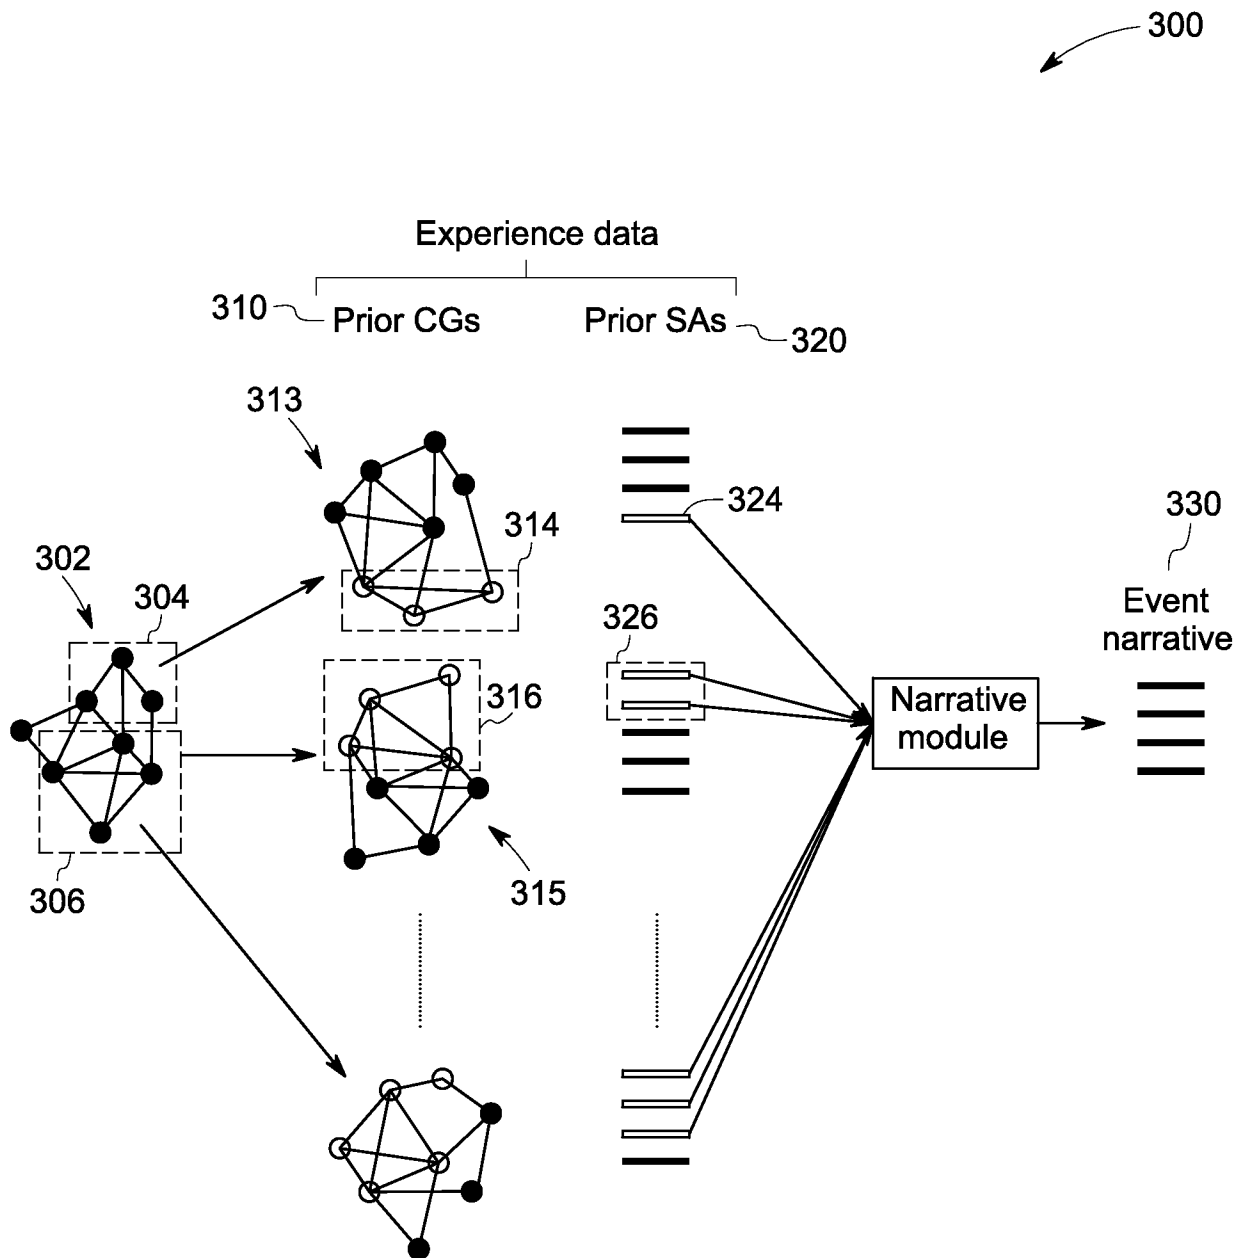 300
Experience data
310 Prior CGs Prior SAs 320
313
324
330
314
302
304
Event
narrative
326
316
Narrative
module
306
315